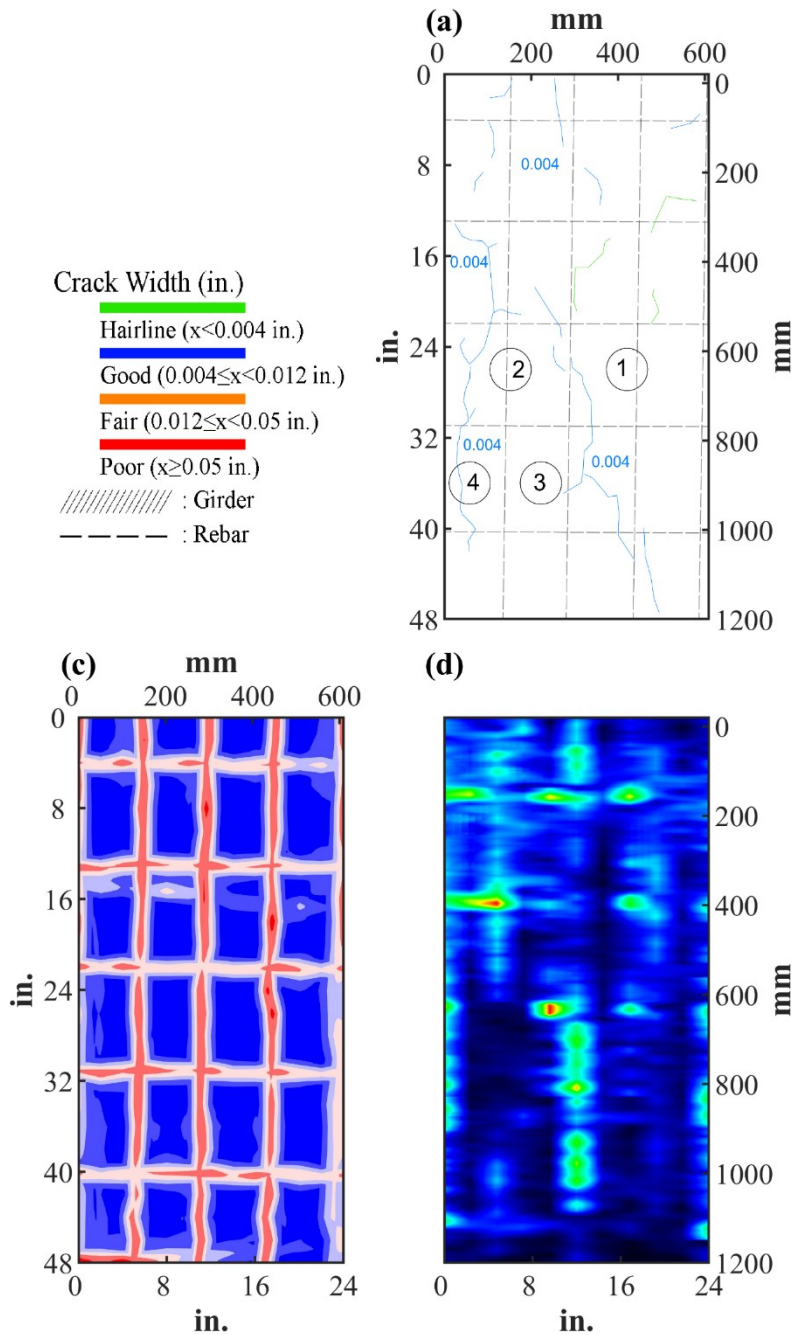 (a)
mm
0 200 400 600
0
8
16
24
32
40
48
in.
0
200
400
600
800
1000
1200
mm
0.004
0.004
0.004
0.004
1
2
3
4
Crack Width (in.)
Hairline (x<0.004 in.)
Good (0.004≤x<0.012 in.)
Fair (0.012≤x<0.05 in.)
Poor (x≥0.05 in.)
: Girder
: Rebar
(c)
mm
0 200 400 600
0
8
16
24
32
40
48
in.
0 8 16 24
in.
(d)
0
200
400
600
800
1000
1200
mm
0 8 16 24
in.